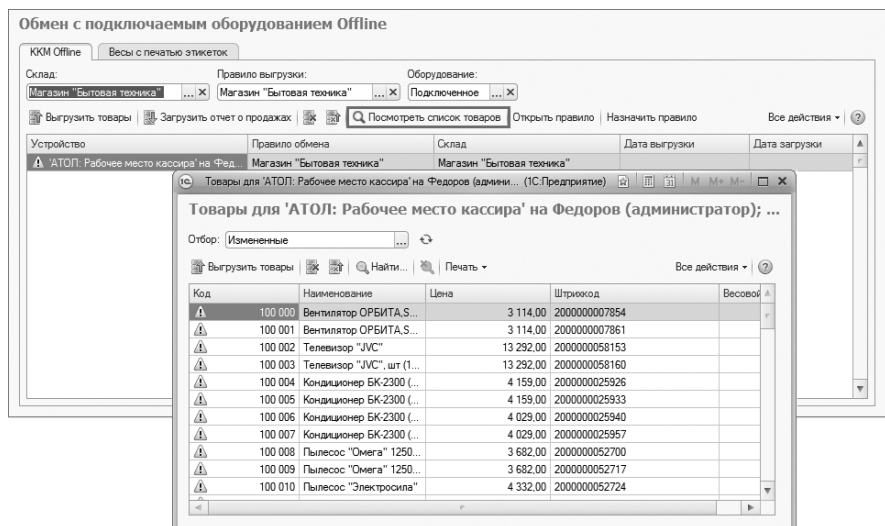 Обмен с подключаемым оборудованием Offline
ККМ Offline Весы с печатью этикеток
Склад: Правило выгрузки: Оборудование:
Магазин "Бытовая техника" ... × Магазин "Бытовая техника" ... × Подключенное ... ×
Выгрузить товары Загрузить отчет о продажах Посмотреть список товаров Открыть правило Назначить правило Все действия ?
Устройство Правило обмена Склад Дата выгрузки Дата загрузки
'АТОЛ: Рабочее место кассира' на Фед... Магазин "Бытовая техника" Магазин "Бытовая техника"
Товары для 'АТОЛ: Рабочее место кассира' на Федоров (админи... (1С:Предприятие) M M+ M-
Товары для 'АТОЛ: Рабочее место кассира' на Федоров (администратор); ...
Отбор: Измененные ...
Выгрузить товары Найти... Печать Все действия ?
Код Наименование Цена Штрихкод Весовой
100 000 Вентилятор ОРБИТА,S... 3 114,00 2000000007854
100 001 Вентилятор ОРБИТА,S... 3 114,00 2000000007861
100 002 Телевизор "JVC" 13 292,00 2000000058153
100 003 Телевизор "JVC", шт (1... 13 292,00 2000000058160
100 004 Кондиционер БК-2300 (... 4 159,00 2000000025926
100 005 Кондиционер БК-2300 (... 4 159,00 2000000025933
100 006 Кондиционер БК-2300 (... 4 029,00 2000000025940
100 007 Кондиционер БК-2300 (... 4 029,00 2000000025957
100 008 Пылесос "Омега" 1250... 3 682,00 2000000052700
100 009 Пылесос "Омега" 1250... 3 682,00 2000000052717
100 010 Пылесос "Электросила" 4 332,00 2000000052724